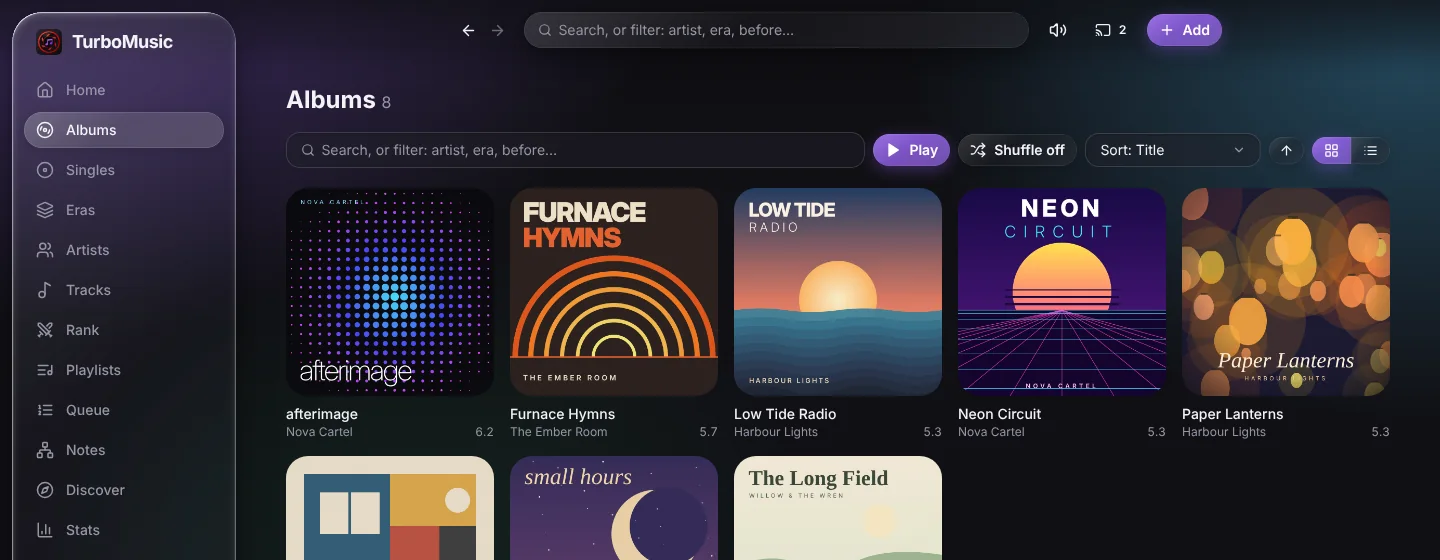 TurboMusic
Search, or filter: artist, era, before...
2
Add
Home
Albums
Singles
Eras
Artists
Tracks
Rank
Playlists
Queue
Notes
Discover
Stats
Albums 8
Search, or filter: artist, era, before...
Play
Shuffle off
Sort: Title
NOVA CARTEL
afterimage
FURNACE
HYMNS
THE EMBER ROOM
LOW TIDE
RADIO
HARBOUR LIGHTS
NEON
CIRCUIT
NOVA CARTEL
Paper Lanterns
HARBOUR LIGHTS
afterimage
Nova Cartel 6.2
Furnace Hymns
The Ember Room 5.7
Low Tide Radio
Harbour Lights 5.3
Neon Circuit
Nova Cartel 5.3
Paper Lanterns
Harbour Lights 5.3
small hours
The Long Field
WILLOW & THE WREN